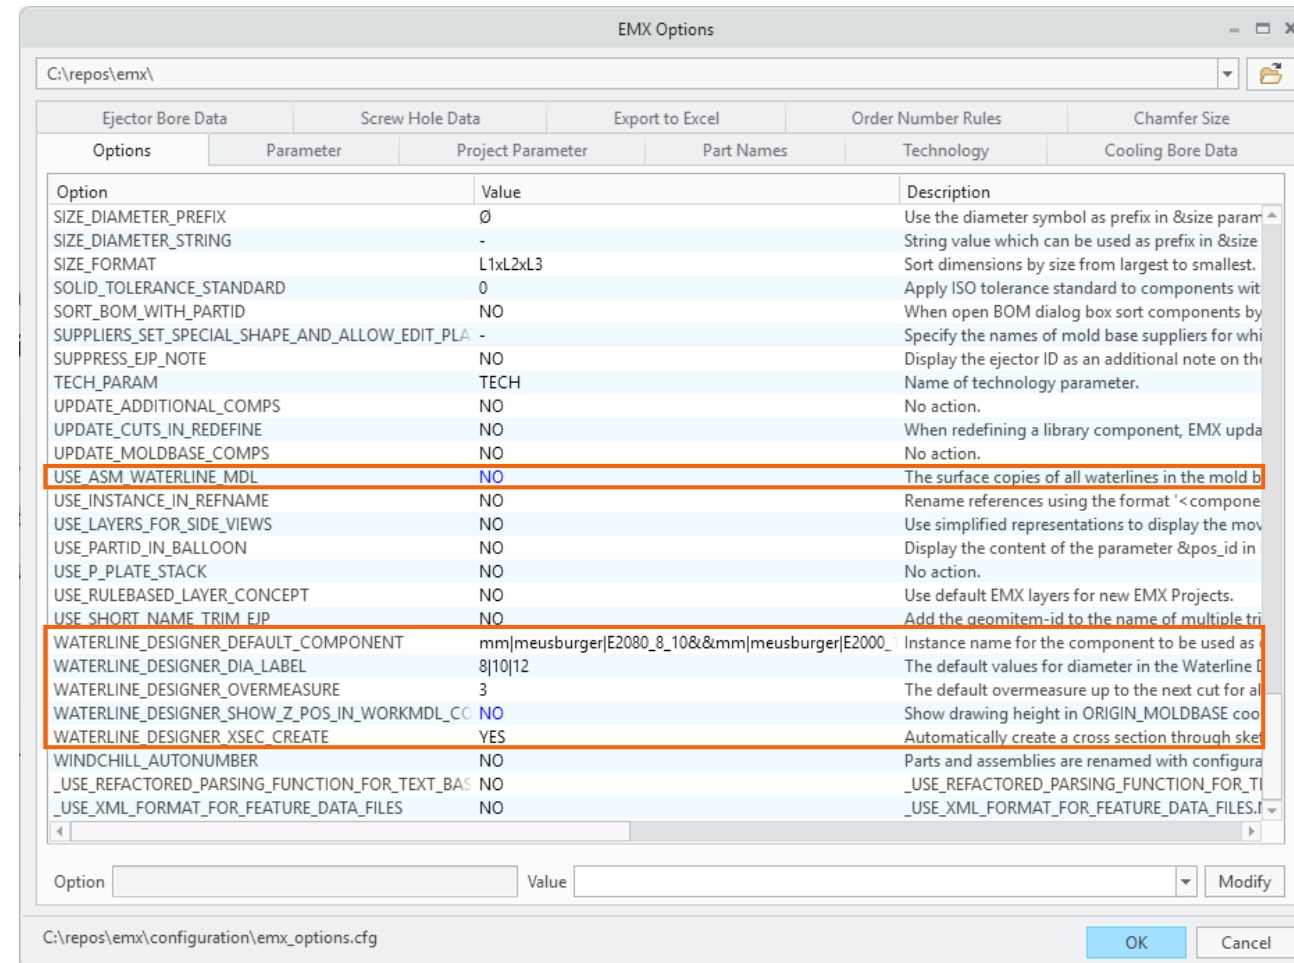 EMX Options
C:\repos\emx\
Ejector Bore Data Screw Hole Data Export to Excel Order Number Rules Chamfer Size
Options Parameter Project Parameter Part Names Technology Cooling Bore Data
Option Value Description
SIZE_DIAMETER_PREFIX Ø Use the diameter symbol as prefix in &size param
SIZE_DIAMETER_STRING - String value which can be used as prefix in &size
SIZE_FORMAT L1xL2xL3 Sort dimensions by size from largest to smallest.
SOLID_TOLERANCE_STANDARD 0 Apply ISO tolerance standard to components wit
SORT_BOM_WITH_PARTID NO When open BOM dialog box sort components by
SUPPLIERS_SET_SPECIAL_SHAPE_AND_ALLOW_EDIT_PLA - Specify the names of mold base suppliers for whi
SUPPRESS_EJP_NOTE NO Display the ejector ID as an additional note on the
TECH_PARAM TECH Name of technology parameter.
UPDATE_ADDITIONAL_COMPS NO No action.
UPDATE_CUTS_IN_REDEFINE NO When redefining a library component, EMX upda
UPDATE_MOLDBASE_COMPS NO No action.
USE_ASM_WATERLINE_MDL NO The surface copies of all waterlines in the mold b
USE_INSTANCE_IN_REFNAME NO Rename references using the format '<compone
USE_LAYERS_FOR_SIDE_VIEWS NO Use simplified representations to display the mov
USE_PARTID_IN_BALLOON NO Display the content of the parameter &pos_id in
USE_P_PLATE_STACK NO No action.
USE_RULEBASED_LAYER_CONCEPT NO Use default EMX layers for new EMX Projects.
USE_SHORT_NAME_TRIM_EJP NO Add the geomitem-id to the name of multiple tri
WATERLINE_DESIGNER_DEFAULT_COMPONENT mm|meusburger|E2080_8_10&&mm|meusburger|E2000_1 Instance name for the component to be used as
WATERLINE_DESIGNER_DIA_LABEL 8|10|12 The default values for diameter in the Waterline D
WATERLINE_DESIGNER_OVERMEASURE 3 The default overmeasure up to the next cut for al
WATERLINE_DESIGNER_SHOW_Z_POS_IN_WORKMDL_CO NO Show drawing height in ORIGIN_MOLDBASE coo
WATERLINE_DESIGNER_XSEC_CREATE YES Automatically create a cross section through sket
WINDCHILL_AUTONUMBER NO Parts and assemblies are renamed with configura
_USE_REFACTORED_PARSING_FUNCTION_FOR_TEXT_BAS NO _USE_REFACTORED_PARSING_FUNCTION_FOR_TI
_USE_XML_FORMAT_FOR_FEATURE_DATA_FILES NO _USE_XML_FORMAT_FOR_FEATURE_DATA_FILES.I
Option Value Modify
C:\repos\emx\configuration\emx_options.cfg OK Cancel